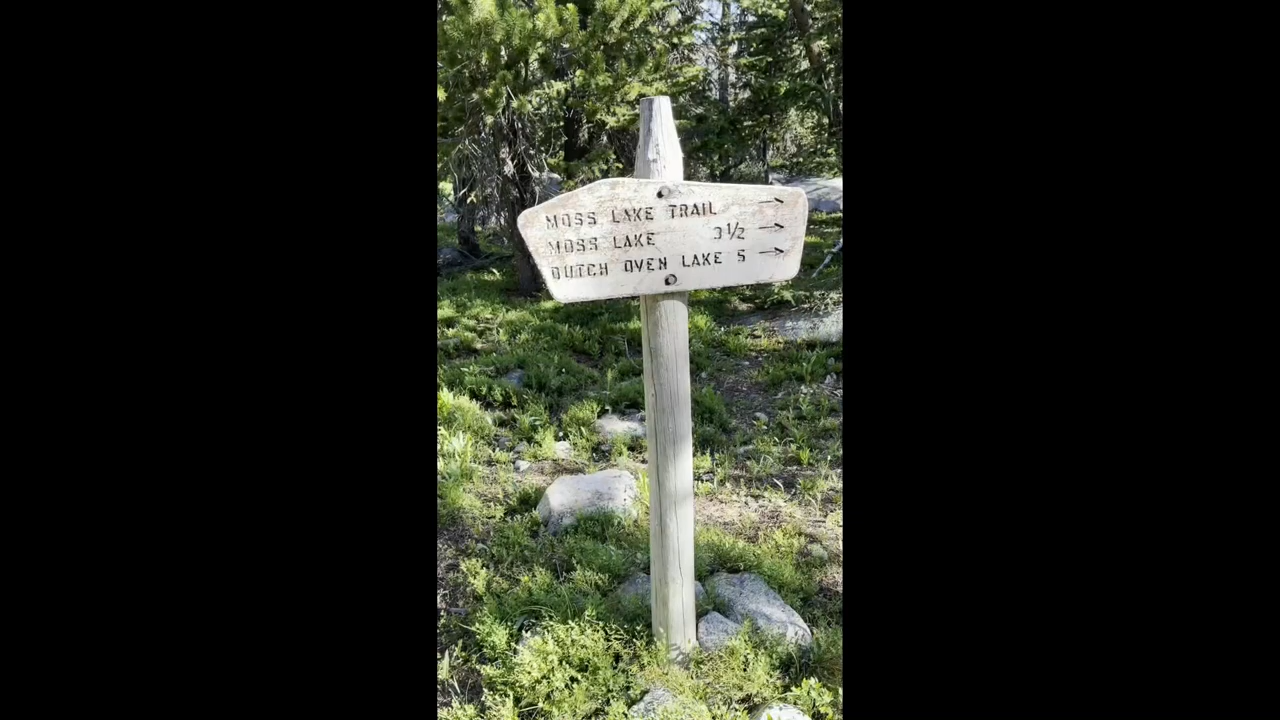 MOSS LAKE TRAIL →
MOSS LAKE 3 1/2 →
DUTCH OVEN LAKE 5 →